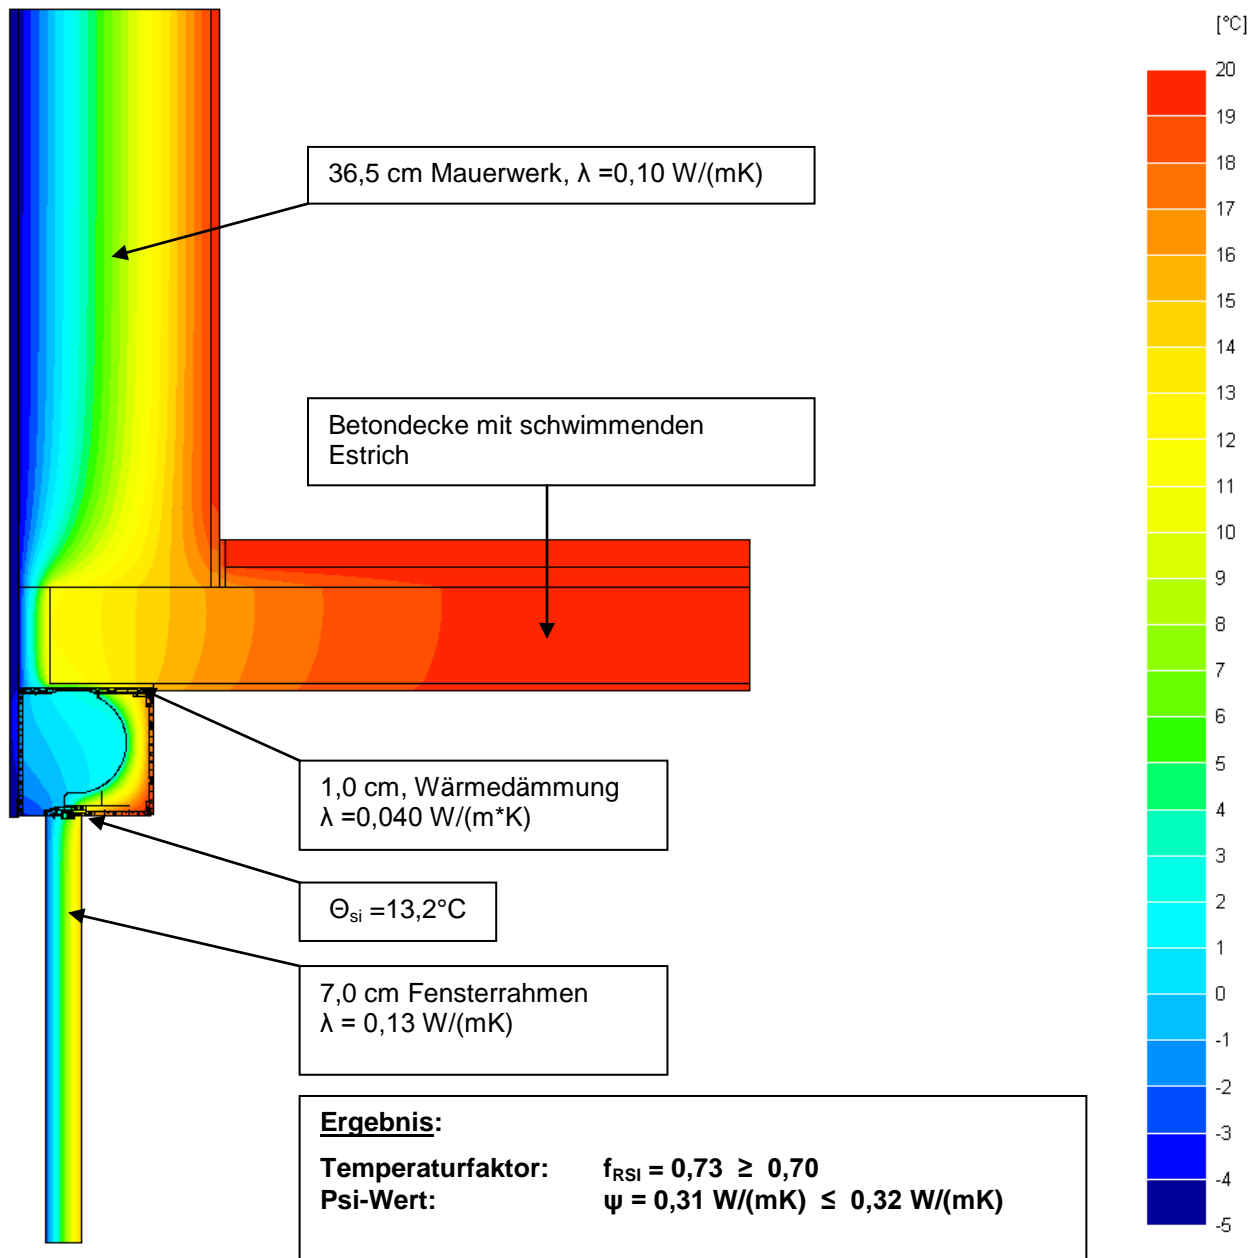 [°C]
36,5 cm Mauerwerk, λ =0,10 W/(mK)
Betondecke mit schwimmenden
Estrich
1,0 cm, Wärmedämmung
λ =0,040 W/(m*K)
Θsi =13,2°C
7,0 cm Fensterrahmen
λ = 0,13 W/(mK)
Ergebnis:
Temperaturfaktor: fRSI = 0,73 ≥ 0,70
Psi-Wert: ψ = 0,31 W/(mK) ≤ 0,32 W/(mK)
20
19
18
17
16
15
14
13
12
11
10
9
8
7
6
5
4
3
2
1
0
-1
-2
-3
-4
-5